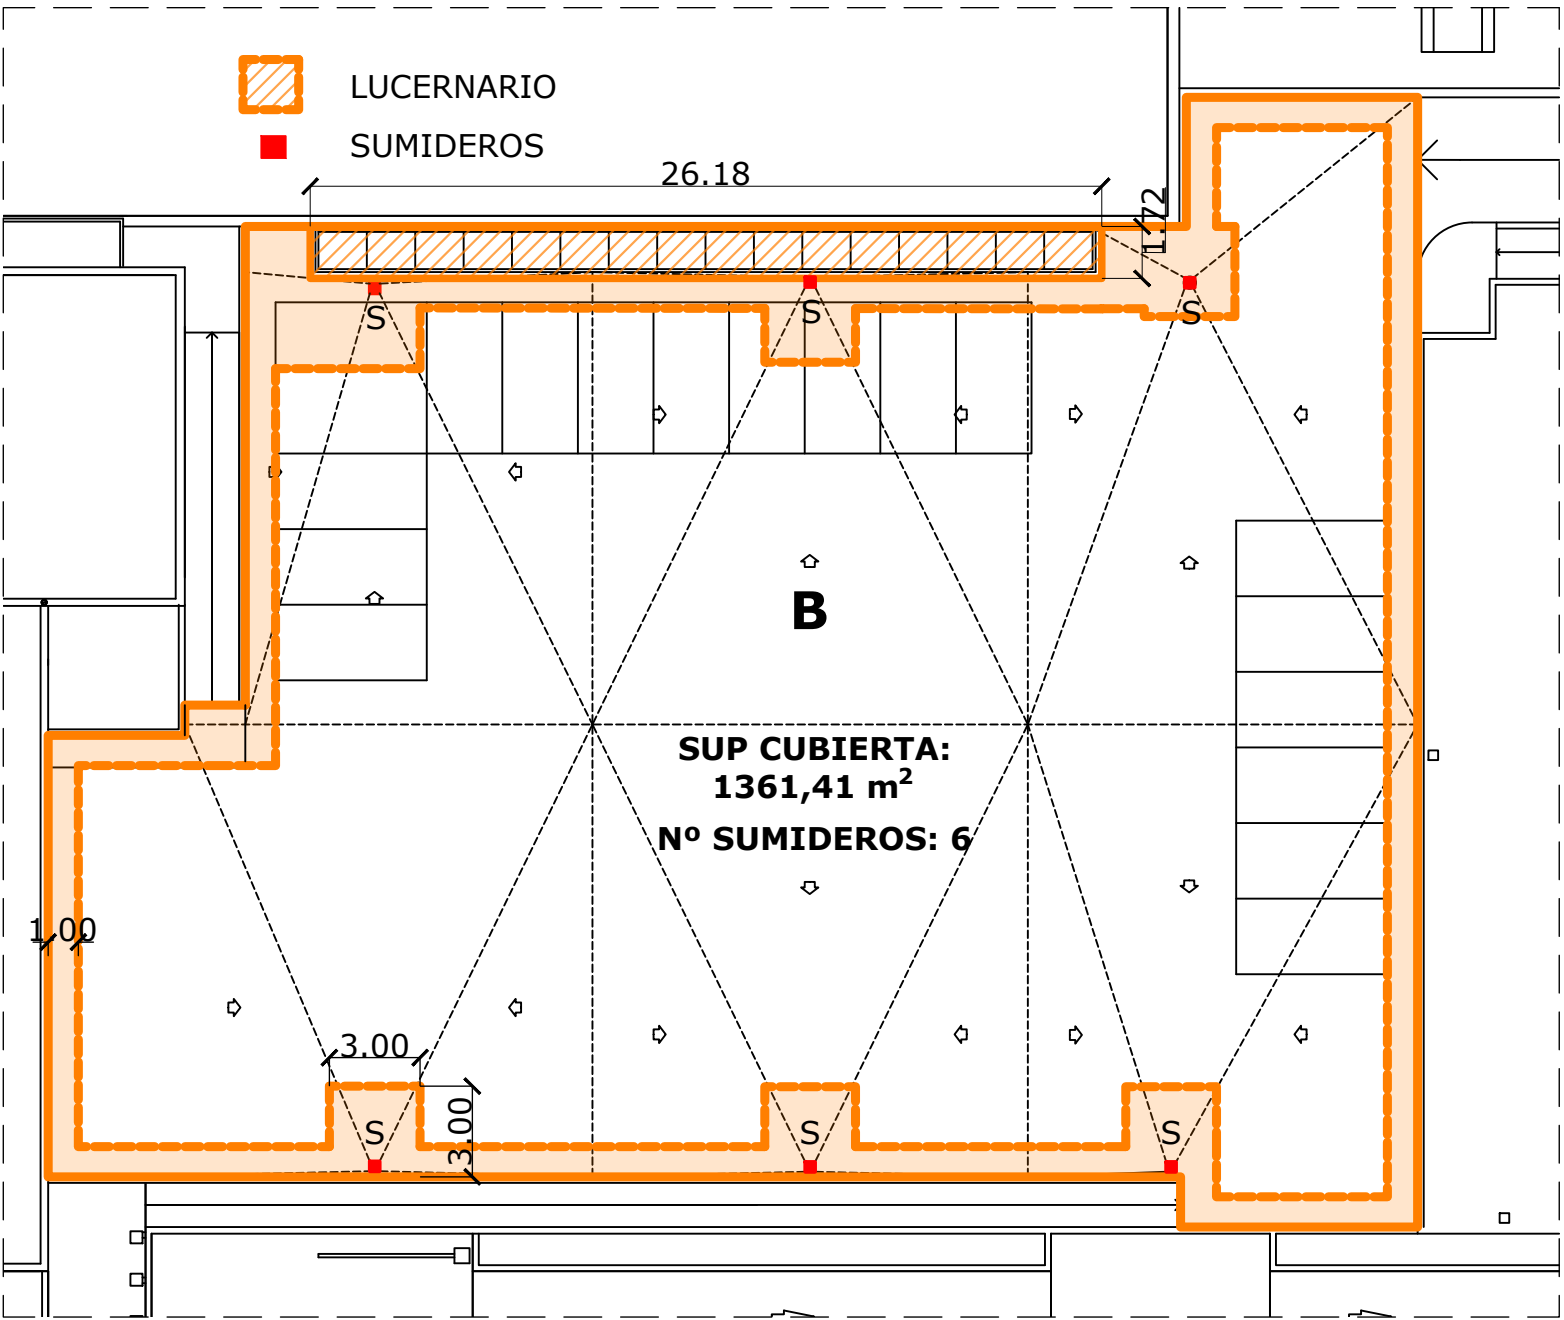 LUCERNARIO
SUMIDEROS
26.18
1.72
S
S
S
B
SUP CUBIERTA:
1361,41 m²
Nº SUMIDEROS: 6
1.00
3.00
3.00
S
S
S